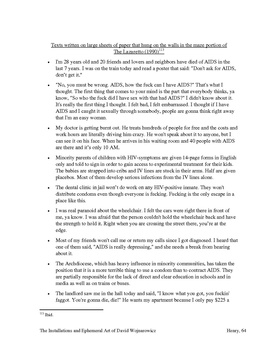 Texts written on large sheets of paper that hung on the walls in the maze portion of
The Lazaretto (1990)¹¹¹
• I'm 28 years old and 20 friends and lovers and neighbors have died of AIDS in
the last 7 years. I was on the train today and read a poster that said: "Don't ask for AIDS,
don't get it."
• "No, you must be wrong. AIDS, how the fuck can I have AIDS?" That's what I
thought. The first thing that comes to your mind is the part that everybody thinks, ya
know, "So who the fuck did I have sex with that had AIDS?" I didn't know about it.
It's really the first thing I thought. I felt bad, I felt embarrassed. I thought if I have
AIDS and I caught it sexually through somebody, people are gonna think right away
that I'm an easy woman.
• My doctor is getting burnt out. He treats hundreds of people for free and the costs and
work hours are literally driving him crazy. He won't speak about it to anyone, but I
can see it in his face. When he arrives in his waiting room and 40 people with AIDS
are there and it's only 10 AM.
• Minority parents of children with HIV-symptoms are given 14-page forms in English
only and told to sign in order to gain access to experimental treatment for their kids.
The babies are strapped into cribs and IV lines are stuck in their arms. Half are given
placebos. Most of them develop serious infections from the IV lines alone.
• The dental clinic in jail won't do work on any HIV-positive inmate. They won't
distribute condoms even though everyone is fucking. Fucking is the only escape in a
place like this.
• I was real paranoid about the wheelchair. I felt the cars were right there in front of
me, ya know. I was afraid that the person couldn't hold the wheelchair back and have
the strength to hold it. Right when you are crossing the street there, you're at the
edge.
• Most of my friends won't call me or return my calls since I got diagnosed. I heard that
one of them said, "AIDS is really depressing," and she needs a break from hearing
about it.
• The Archdiocese, which has heavy influence in minority communities, has taken the
position that it is a more terrible thing to use a condom than to contract AIDS. They
are partially responsible for the lack of direct and clear education in schools and in
media as well as on train or buses.
• The landlord saw me in the hall today and said, "I know what you got, you fuckin'
faggot. You're gonna die, die, die!" He wants my apartment because I only pay $225 a
¹¹¹ Ibid.
The Installations and Ephemeral Art of David Wojnarowicz Henry, 64